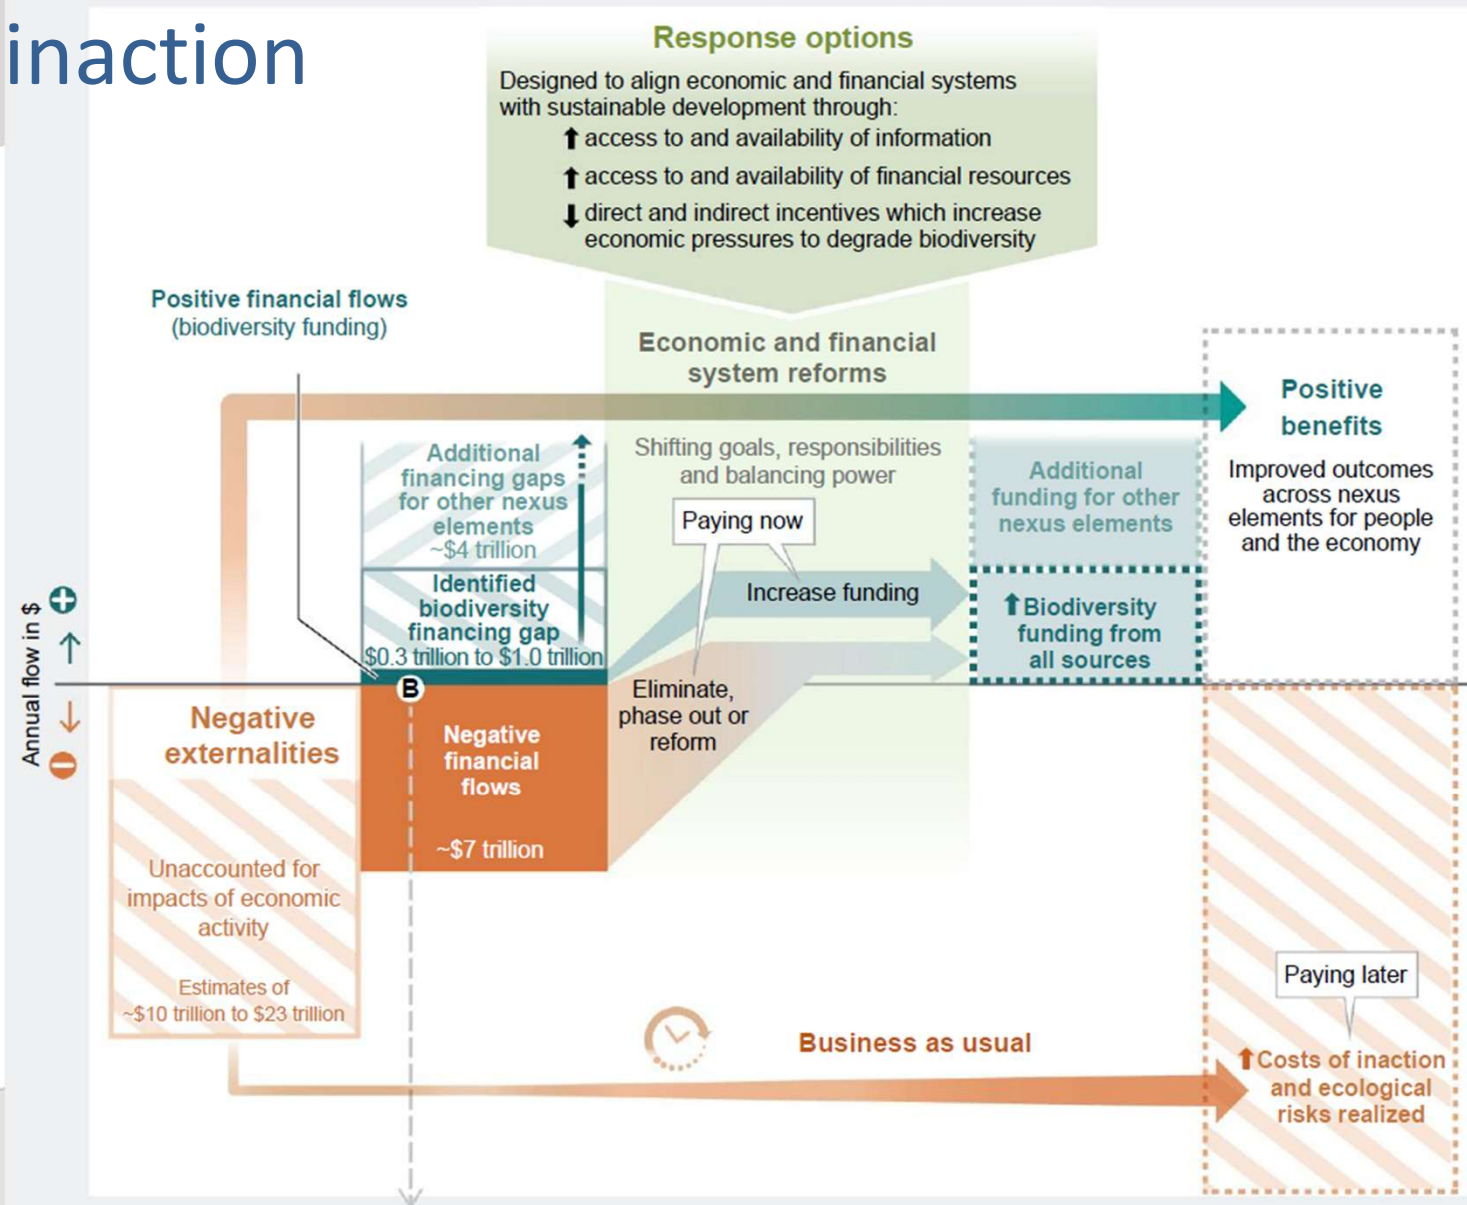 inaction
Response options
Designed to align economic and financial systems
with sustainable development through:
access to and availability of information
access to and availability of financial resources
direct and indirect incentives which increase
economic pressures to degrade biodiversity
Positive financial flows
(biodiversity funding)
Economic and financial
system reforms
Shifting goals, responsibilities
and balancing power
Paying now
Increase funding
Eliminate,
phase out or
reform
Additional
financing gaps
for other nexus
elements
~$4 trillion
Identified
biodiversity
financing gap
$0.3 trillion to $1.0 trillion
B
Negative
financial
flows
~$7 trillion
Additional
funding for other
nexus elements
Biodiversity
funding from
all sources
Positive
benefits
Improved outcomes
across nexus
elements for people
and the economy
Annual flow in $
Negative
externalities
Unaccounted for
impacts of economic
activity
Estimates of
~$10 trillion to $23 trillion
Business as usual
Paying later
Costs of inaction
and ecological
risks realized